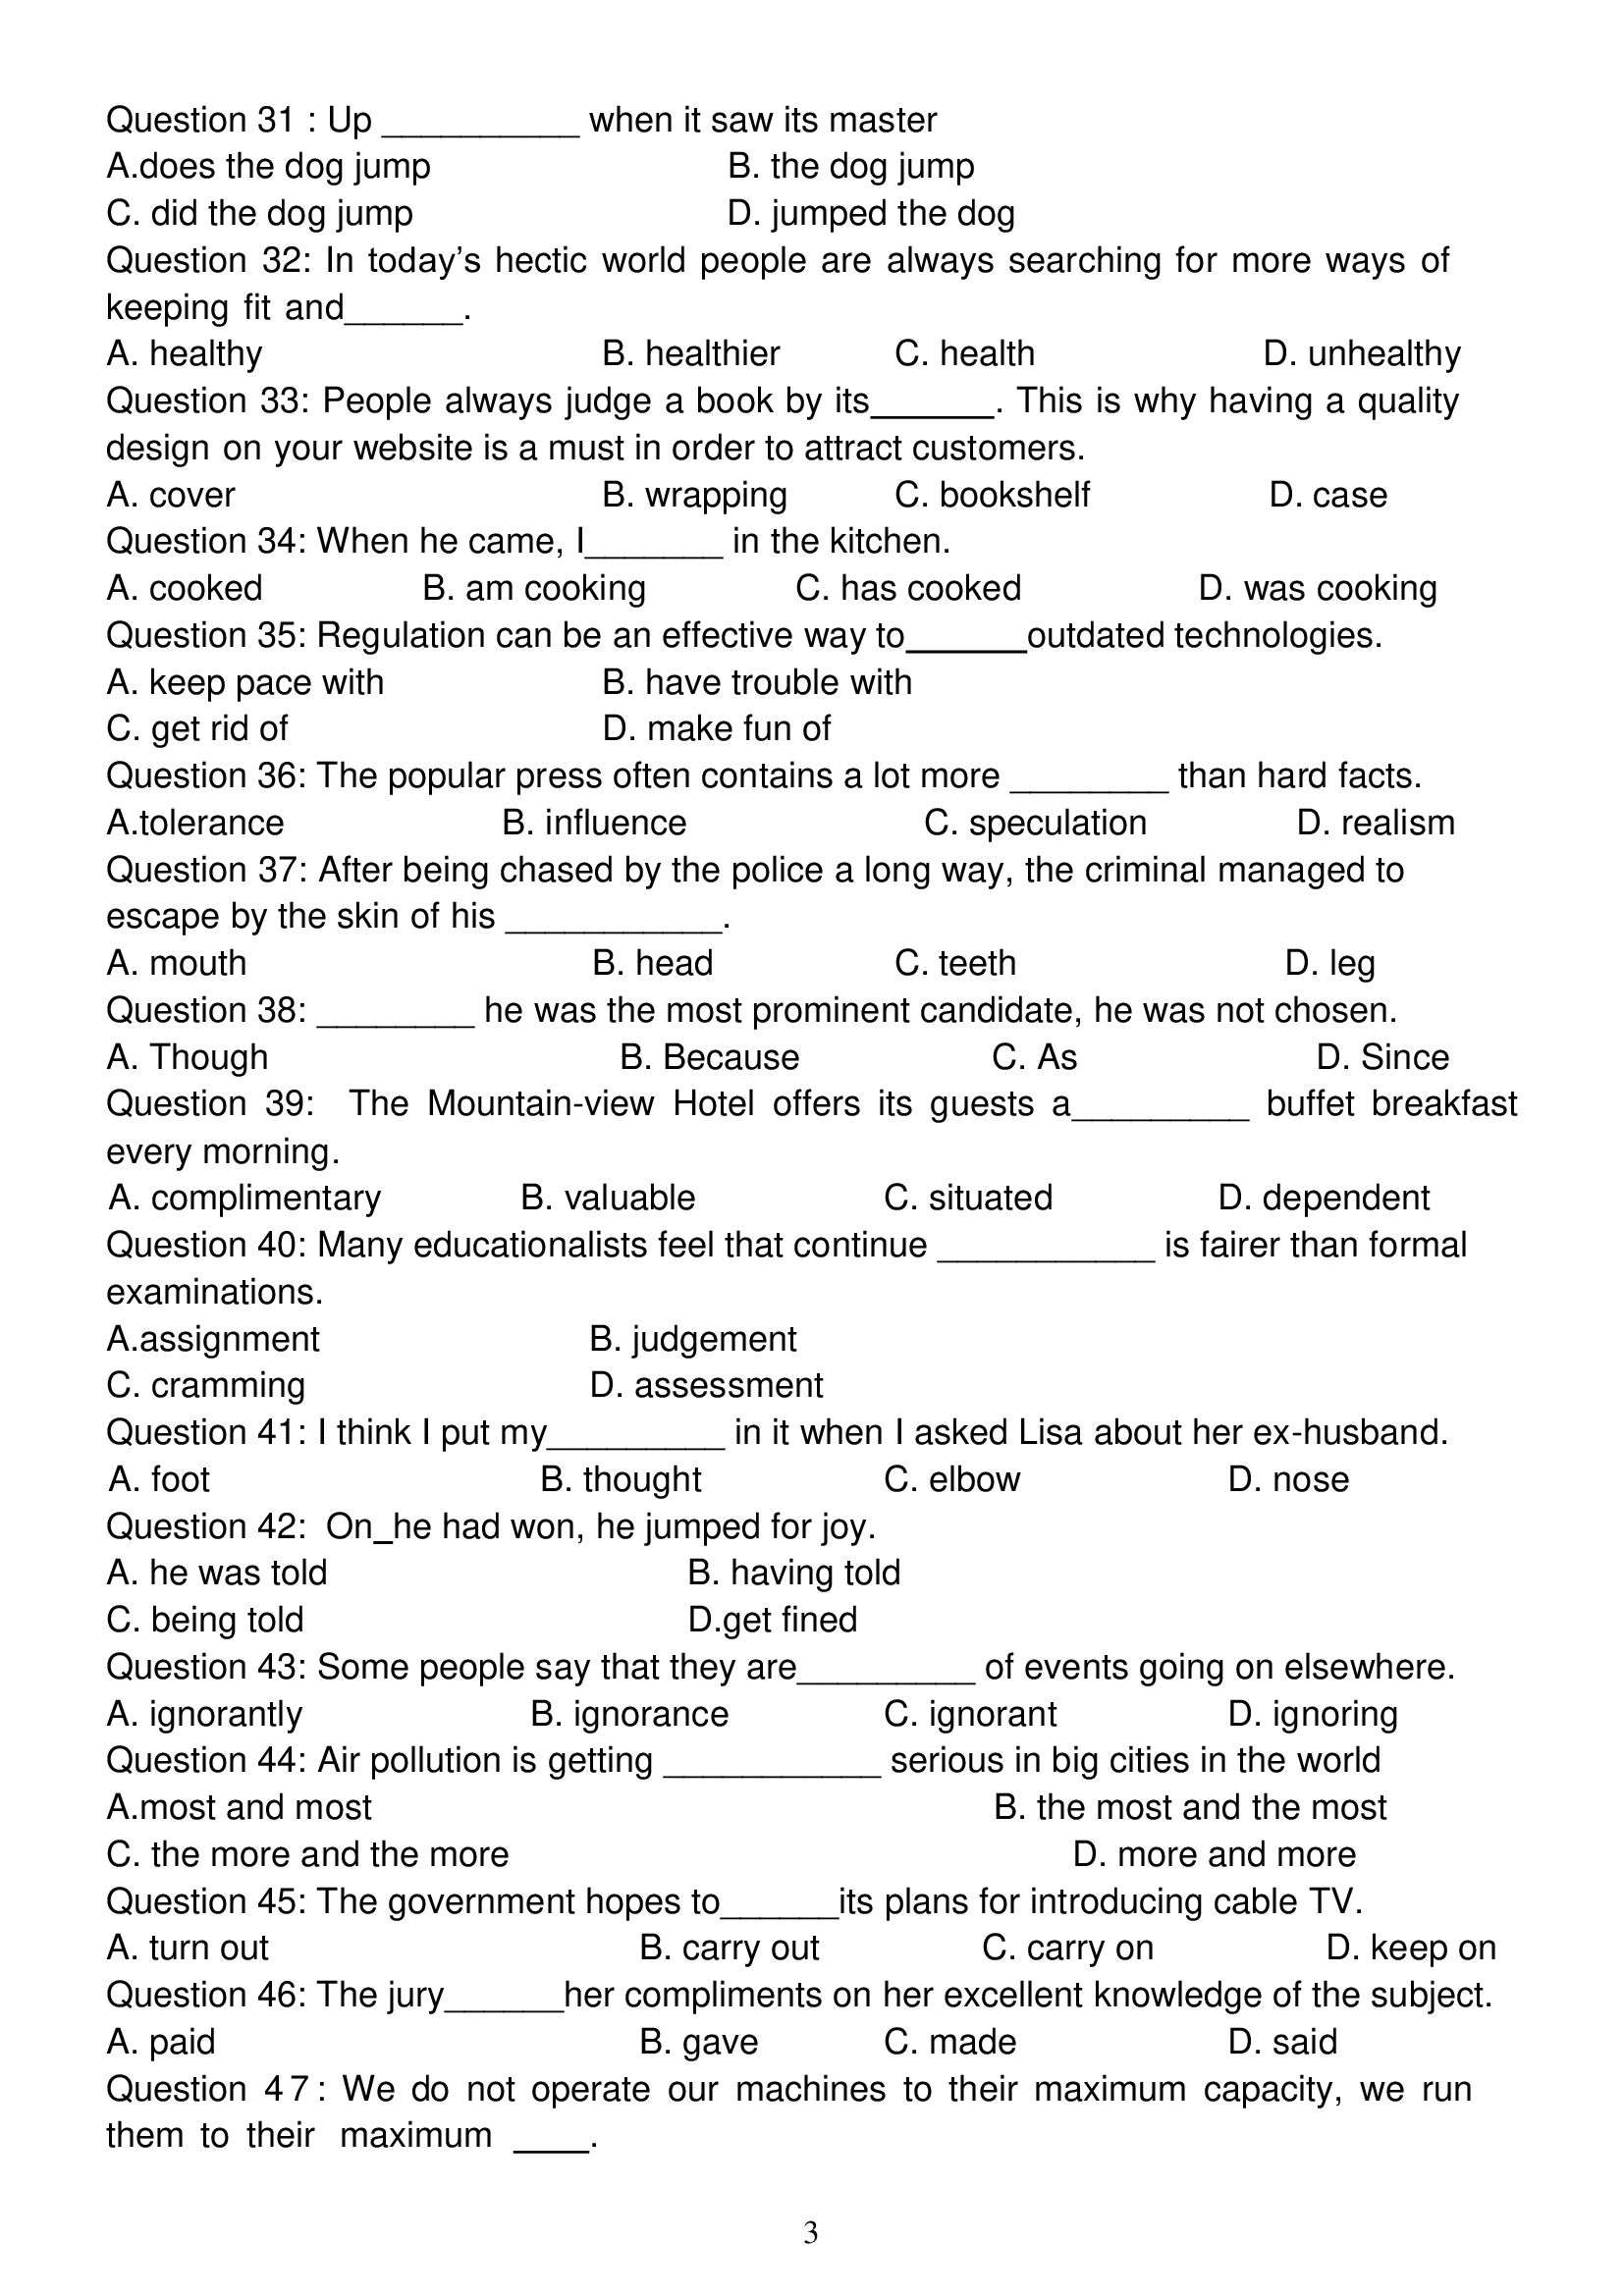 Question 31 : Up __________ when it saw its master
A.does the dog jump B. the dog jump
C. did the dog jump D. jumped the dog
Question 32: In today’s hectic world people are always searching for more ways of
keeping fit and______.
A. healthy B. healthier C. health D. unhealthy
Question 33: People always judge a book by its______. This is why having a quality
design on your website is a must in order to attract customers.
A. cover B. wrapping C. bookshelf D. case
Question 34: When he came, I_______ in the kitchen.
A. cooked B. am cooking C. has cooked D. was cooking
Question 35: Regulation can be an effective way to______outdated technologies.
A. keep pace with B. have trouble with
C. get rid of D. make fun of
Question 36: The popular press often contains a lot more ________ than hard facts.
A.tolerance B. influence C. speculation D. realism
Question 37: After being chased by the police a long way, the criminal managed to
escape by the skin of his ___________.
A. mouth B. head C. teeth D. leg
Question 38: ________ he was the most prominent candidate, he was not chosen.
A. Though B. Because C. As D. Since
Question 39: The Mountain-view Hotel offers its guests a_________ buffet breakfast
every morning.
A. complimentary B. valuable C. situated D. dependent
Question 40: Many educationalists feel that continue ___________ is fairer than formal
examinations.
A.assignment B. judgement
C. cramming D. assessment
Question 41: I think I put my_________ in it when I asked Lisa about her ex-husband.
A. foot B. thought C. elbow D. nose
Question 42: On_he had won, he jumped for joy.
A. he was told B. having told
C. being told D.get fined
Question 43: Some people say that they are_________ of events going on elsewhere.
A. ignorantly B. ignorance C. ignorant D. ignoring
Question 44: Air pollution is getting ___________ serious in big cities in the world
A.most and most B. the most and the most
C. the more and the more D. more and more
Question 45: The government hopes to______its plans for introducing cable TV.
A. turn out B. carry out C. carry on D. keep on
Question 46: The jury______her compliments on her excellent knowledge of the subject.
A. paid B. gave C. made D. said
Question 47: We do not operate our machines to their maximum capacity, we run
them to their maximum ____.
3